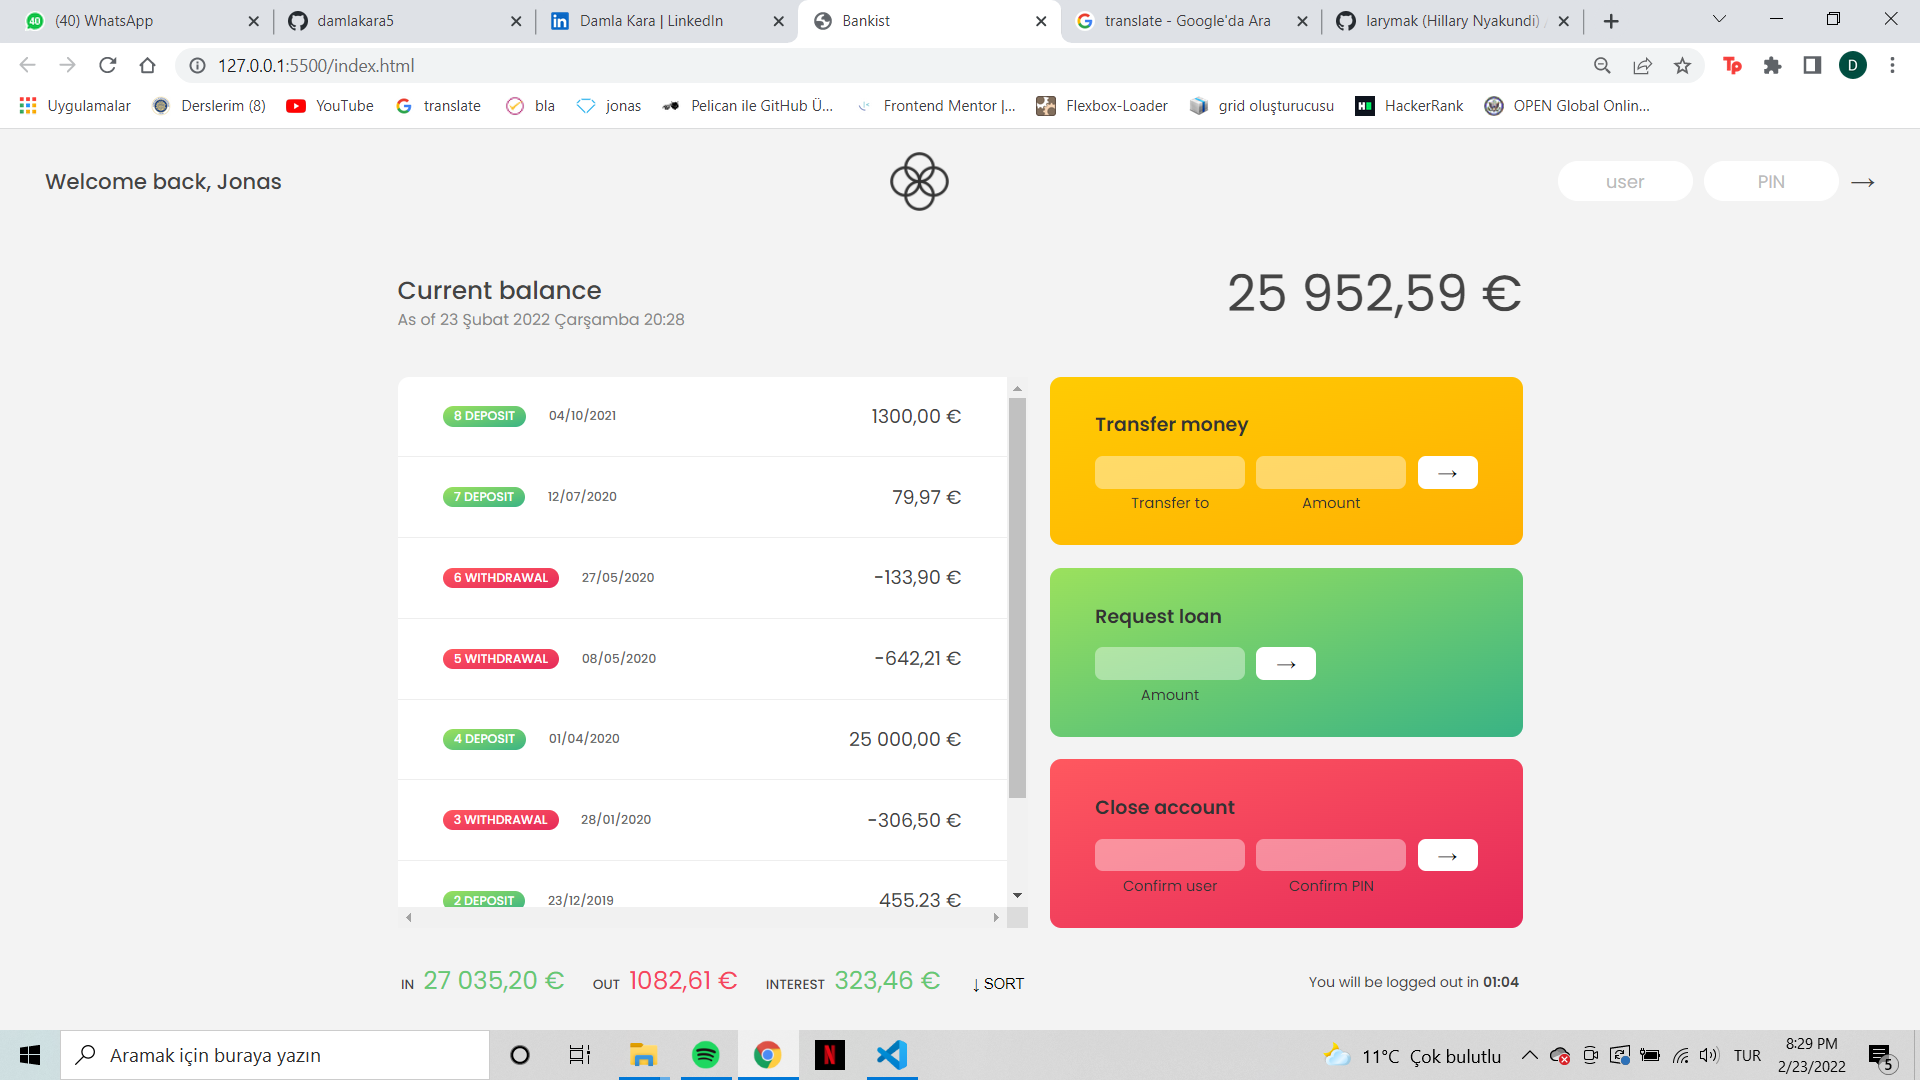 40 (40) WhatsApp
damlakara5
in Damla Kara | LinkedIn
Bankist
translate - Google'da Ara
larymak (Hillary Nyakundi) /
127.0.0.1:5500/index.html
Tp
D
Uygulamalar
Derslerim (8)
YouTube
translate
bla
jonas
Pelican ile GitHub Ü...
Frontend Mentor |...
Flexbox-Loader
grid oluşturucusu
HackerRank
OPEN Global Onlin...
Welcome back, Jonas
user
PIN
→
Current balance
As of 23 Şubat 2022 Çarşamba 20:28
25 952,59 €
8 DEPOSIT 04/10/2021 1300,00 €
7 DEPOSIT 12/07/2020 79,97 €
6 WITHDRAWAL 27/05/2020 -133,90 €
5 WITHDRAWAL 08/05/2020 -642,21 €
4 DEPOSIT 01/04/2020 25 000,00 €
3 WITHDRAWAL 28/01/2020 -306,50 €
2 DEPOSIT 23/12/2019 455,23 €
Transfer money
→
Transfer to Amount
Request loan
→
Amount
Close account
→
Confirm user Confirm PIN
IN 27 035,20 € OUT 1082,61 € INTEREST 323,46 € ↓ SORT
You will be logged out in 01:04
Aramak için buraya yazın
N
11°C Çok bulutlu
TUR
8:29 PM
2/23/2022
5